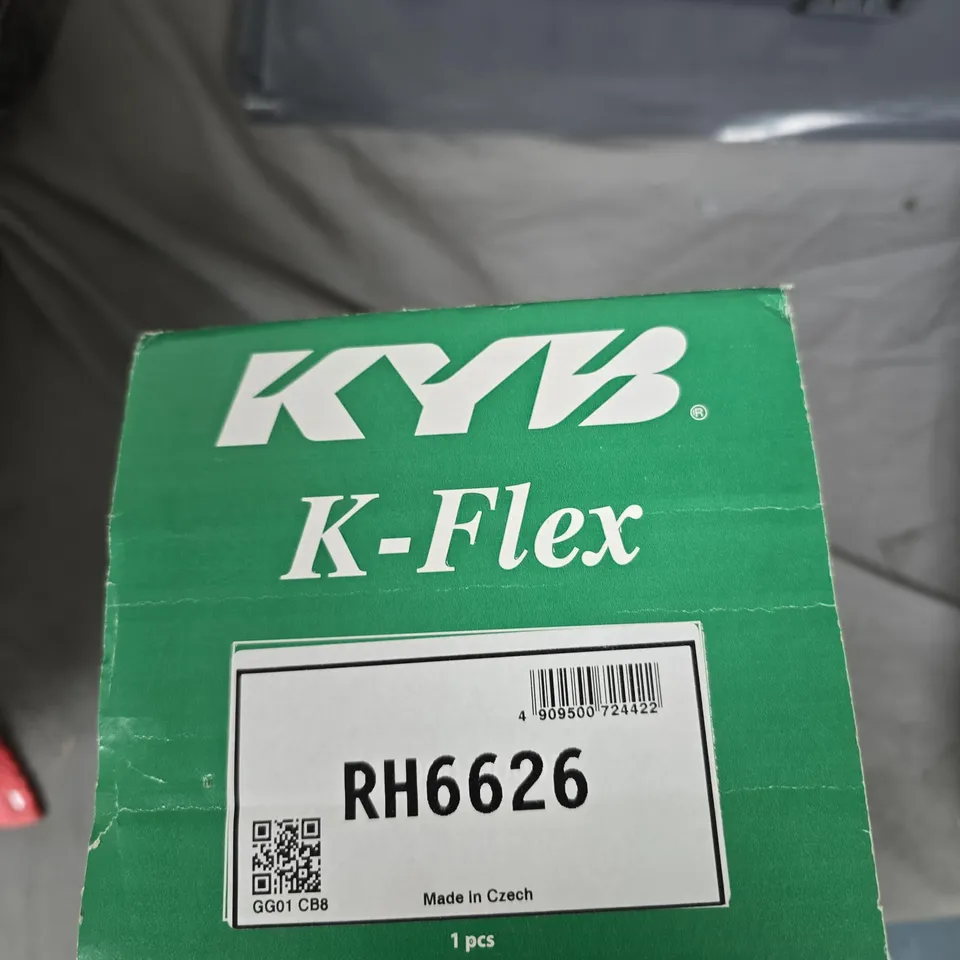 KYB®
K-Flex
4 909500 724422
RH6626
GG01 CB8
Made In Czech
1 pcs